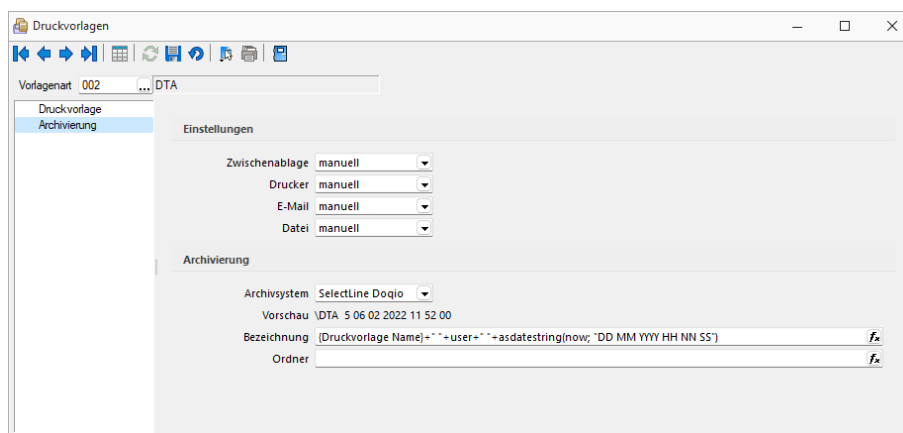 Druckvorlagen
Vorlagenart 002 ... DTA
Druckvorlage
Archivierung
Einstellungen
Zwischenablage manuell
Drucker manuell
E-Mail manuell
Datei manuell
Archivierung
Archivsystem SelectLine Doqio
Vorschau \DTA 5 06 02 2022 11 52 00
Bezeichnung {Druckvorlage Name}+" "+user+" "+asdatestring(now; "DD MM YYYY HH NN SS") fx
Ordner fx